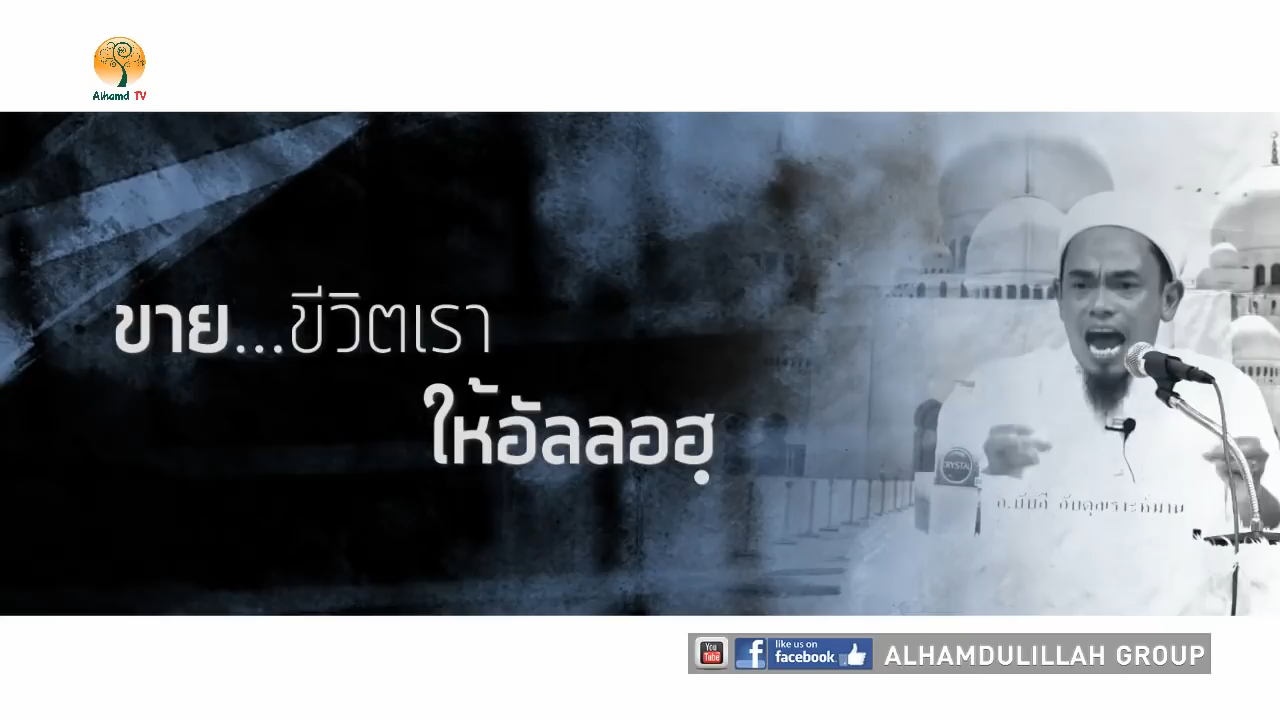 Alhamd TV
ขาย...ชีวิตเรา
ให้อัลลอฮฺ
CRYSTAL
You
Tube
f
like us on
facebook.
ALHAMDULILLAH GROUP